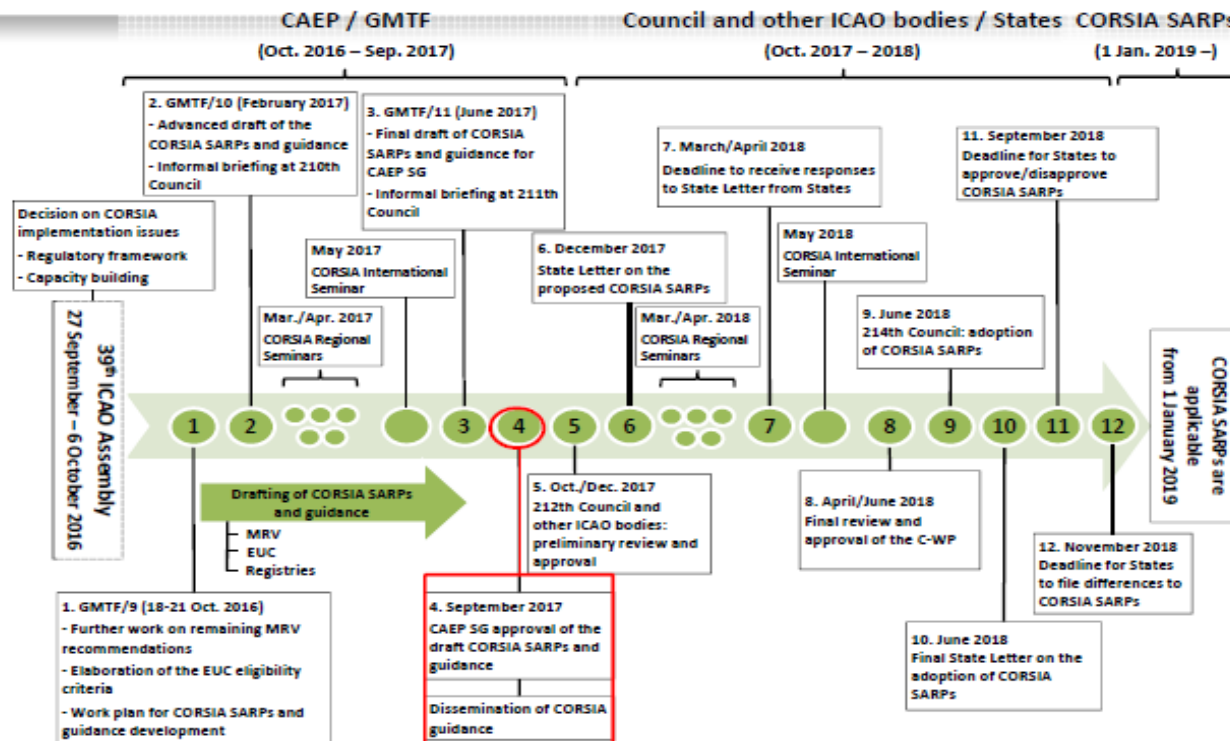 CAEP / GMTF
(Oct. 2016 – Sep. 2017)
Council and other ICAO bodies / States
(Oct. 2017 – 2018)
CORSIA SARPs
(1 Jan. 2019 –)
2. GMTF/10 (February 2017)
- Advanced draft of the
CORSIA SARPs and guidance
- Informal briefing at 210th
Council
3. GMTF/11 (June 2017)
- Final draft of CORSIA
SARPs and guidance for
CAEP SG
- Informal briefing at 211th
Council
7. March/April 2018
Deadline to receive responses
to State Letter from States
11. September 2018
Deadline for States to
approve/disapprove
CORSIA SARPs
Decision on CORSIA
implementation issues
- Regulatory framework
- Capacity building
May 2017
CORSIA International
Seminar
6. December 2017
State Letter on the
proposed CORSIA SARPs
May 2018
CORSIA International
Seminar
Mar./Apr. 2017
CORSIA Regional
Seminars
Mar./Apr. 2018
CORSIA Regional
Seminars
9. June 2018
214th Council: adoption
of CORSIA SARPs
39th ICAO Assembly
27 September – 6 October 2016
1
2
3
4
5
6
7
8
9
10
11
12
CORSIA SARPs are
applicable
from 1 January 2019
Drafting of CORSIA SARPs
and guidance
MRV
EUC
Registries
5. Oct./Dec. 2017
212th Council and
other ICAO bodies:
preliminary review and
approval
8. April/June 2018
Final review and
approval of the C-WP
12. November 2018
Deadline for States
to file differences to
CORSIA SARPs
1. GMTF/9 (18-21 Oct. 2016)
- Further work on remaining MRV
recommendations
- Elaboration of the EUC eligibility
criteria
- Work plan for CORSIA SARPs and
guidance development
4. September 2017
CAEP SG approval of the
draft CORSIA SARPs and
guidance
Dissemination of CORSIA
guidance
10. June 2018
Final State Letter on the
adoption of CORSIA
SARPs